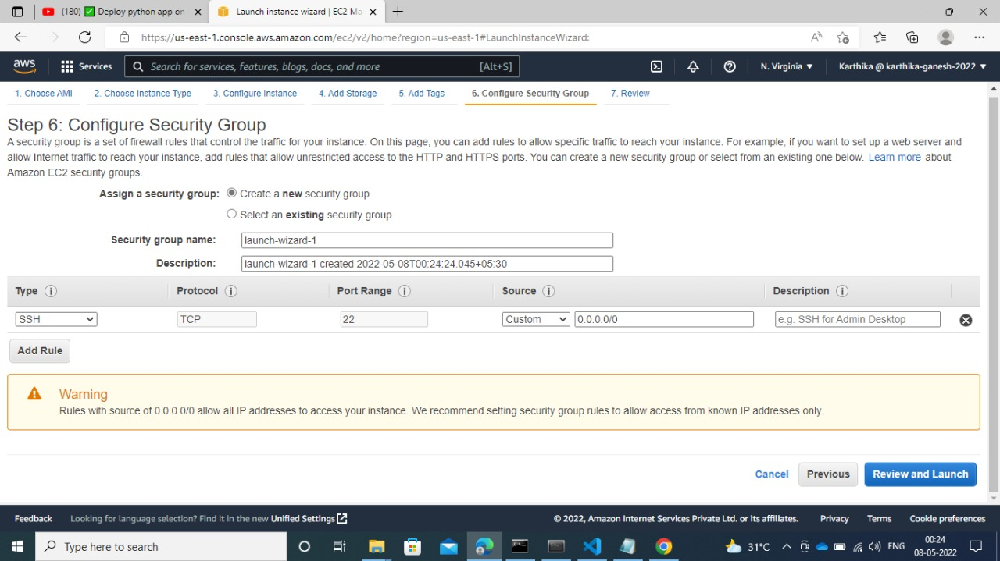 (180) ✅ Deploy python app on
Launch instance wizard | EC2 Ma
https://us-east-1.console.aws.amazon.com/ec2/v2/home?region=us-east-1#LaunchInstanceWizard:
aws
Services
Search for services, features, blogs, docs, and more
[Alt+S]
N. Virginia ▼
Karthika @ karthika-ganesh-2022 ▼
1. Choose AMI
2. Choose Instance Type
3. Configure Instance
4. Add Storage
5. Add Tags
6. Configure Security Group
7. Review
Step 6: Configure Security Group
A security group is a set of firewall rules that control the traffic for your instance. On this page, you can add rules to allow specific traffic to reach your instance. For example, if you want to set up a web server and
allow Internet traffic to reach your instance, add rules that allow unrestricted access to the HTTP and HTTPS ports. You can create a new security group or select from an existing one below. Learn more about
Amazon EC2 security groups.
Assign a security group: Create a new security group
Select an existing security group
Security group name: launch-wizard-1
Description: launch-wizard-1 created 2022-05-08T00:24:24.045+05:30
Type Protocol Port Range Source Description
SSH TCP 22 Custom 0.0.0.0/0 e.g. SSH for Admin Desktop
Add Rule
Warning
Rules with source of 0.0.0.0/0 allow all IP addresses to access your instance. We recommend setting security group rules to allow access from known IP addresses only.
Cancel Previous Review and Launch
Feedback Looking for language selection? Find it in the new Unified Settings © 2022, Amazon Internet Services Private Ltd. or its affiliates. Privacy Terms Cookie preferences
Type here to search
31°C
ENG
00:24
08-05-2022